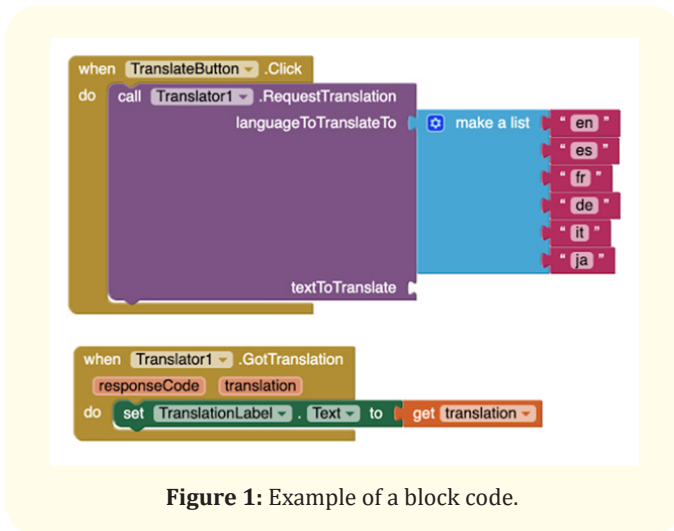 when TranslateButton .Click
do call Translator1 .RequestTranslation
languageToTranslateTo make a list " en "
" es "
" fr "
" de "
" it "
" ja "
textToTranslate
when Translator1 .GotTranslation
responseCode translation
do set TranslationLabel . Text to get translation
Figure 1: Example of a block code.